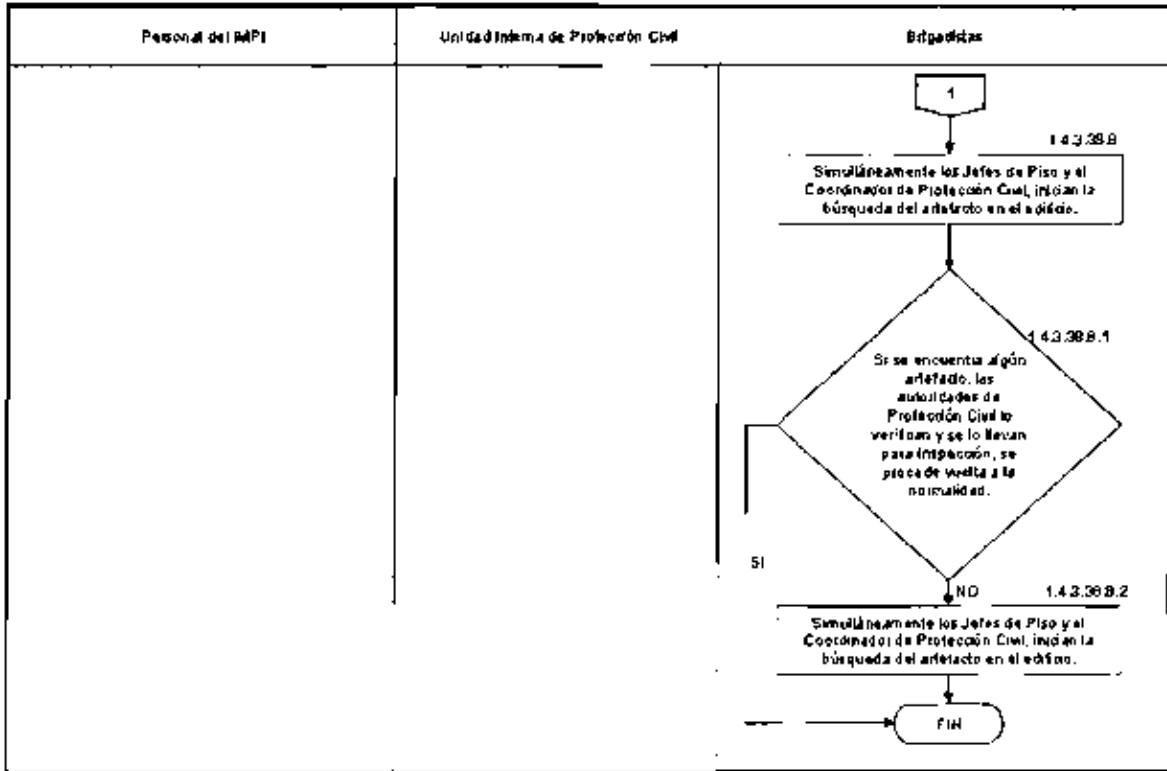 Personal del IMPI
Unidad Interna de Protección Civil
Brigadistas
1
1.4.3.38.8
Simultáneamente los Jefes de Piso y el
Coordinador de Protección Civil, inician la
búsqueda del artefacto en el edificio.
1.4.3.38.8.1
Si se encuentra algún
artefacto, las
autoridades de
Protección Civil lo
verifican y se lo llevan
para inspección, se
procede vuelta a la
normalidad.
SI
NO
1.4.3.38.8.2
Simultáneamente los Jefes de Piso y el
Coordinador de Protección Civil, inician la
búsqueda del artefacto en el edificio.
FIN